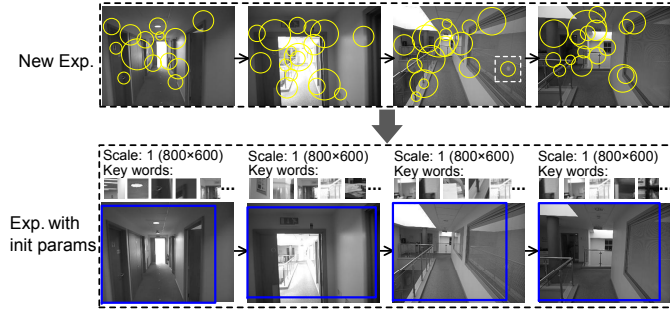 New Exp.
Scale: 1 (800×600)
Key words:
...
Scale: 1 (800×600)
Key words:
...
Scale: 1 (800×600)
Key words:
...
Scale: 1 (800×600)
Key words:
...
Exp. with
init params